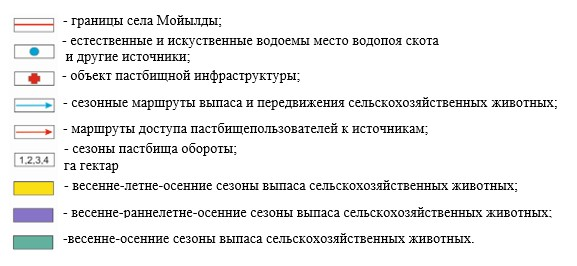 - границы села Мойылды;
- естественные и искуственные водоемы место водопоя скота
и другие источники;
- объект пастбищной инфраструктуры;
- сезонные маршруты выпаса и передвижения сельскохозяйственных животных;
- маршруты доступа пастбищепользователей к источникам;
1,2,3,4 - сезоны пастбища обороты;
га гектар
- весенне-летне-осенние сезоны выпаса сельскохозяйственных животных;
- весенне-раннелетне-осенние сезоны выпаса сельскохозяйственных животных;
-весенне-осенние сезоны выпаса сельскохозяйственных животных.